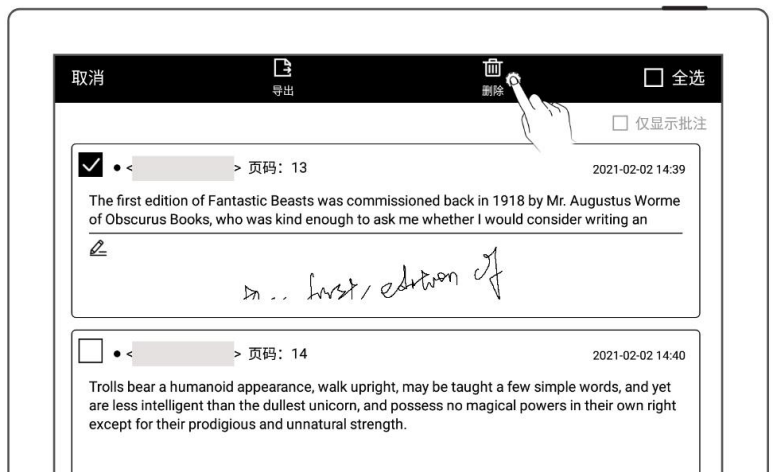 取消
导出
删除
全选
仅显示批注
● < > 页码：13
2021-02-02 14:39
The first edition of Fantastic Beasts was commissioned back in 1918 by Mr. Augustus Worme
of Obscurus Books, who was kind enough to ask me whether I would consider writing an
first, edition of
● < > 页码：14
2021-02-02 14:40
Trolls bear a humanoid appearance, walk upright, may be taught a few simple words, and yet
are less intelligent than the dullest unicorn, and possess no magical powers in their own right
except for their prodigious and unnatural strength.